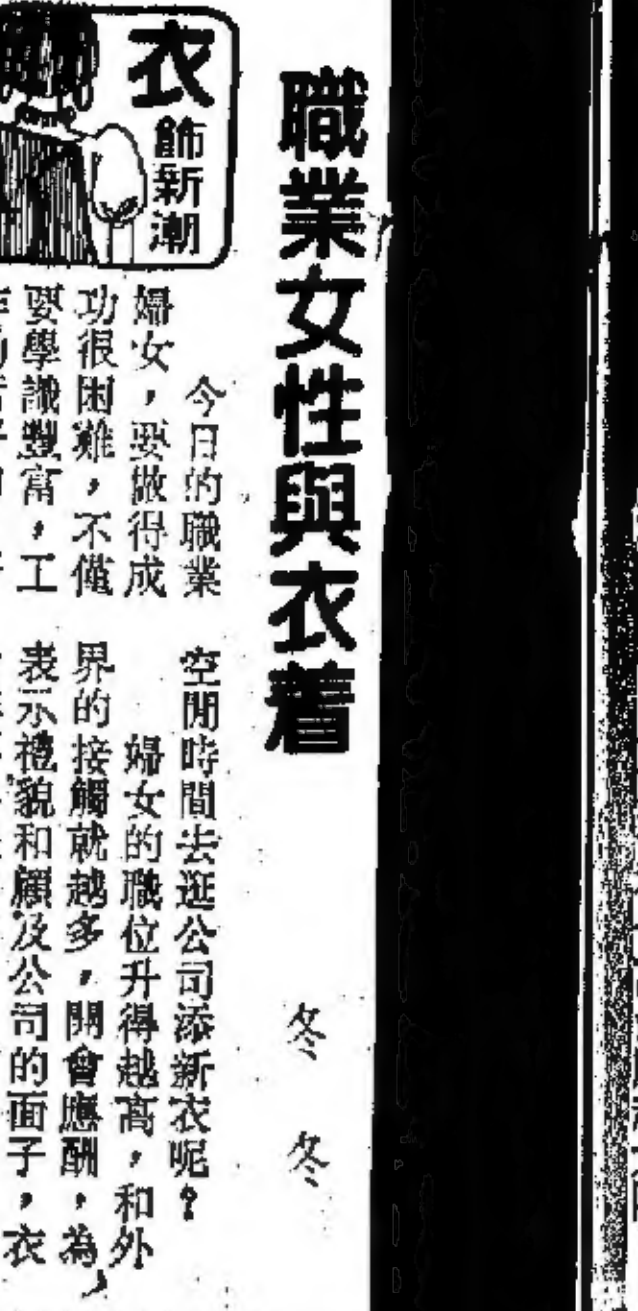 職業女性與衣着
冬冬
衣
飾新潮
今日的職業
婦女，要做得成
功很困難，不僅
要學識豐富，工
空閒時間去逛公司添新衣呢？
婦女的職位升得越高，和外
界的接觸就越多，開會應酬，為
表示禮貌和顧及公司的面子，衣